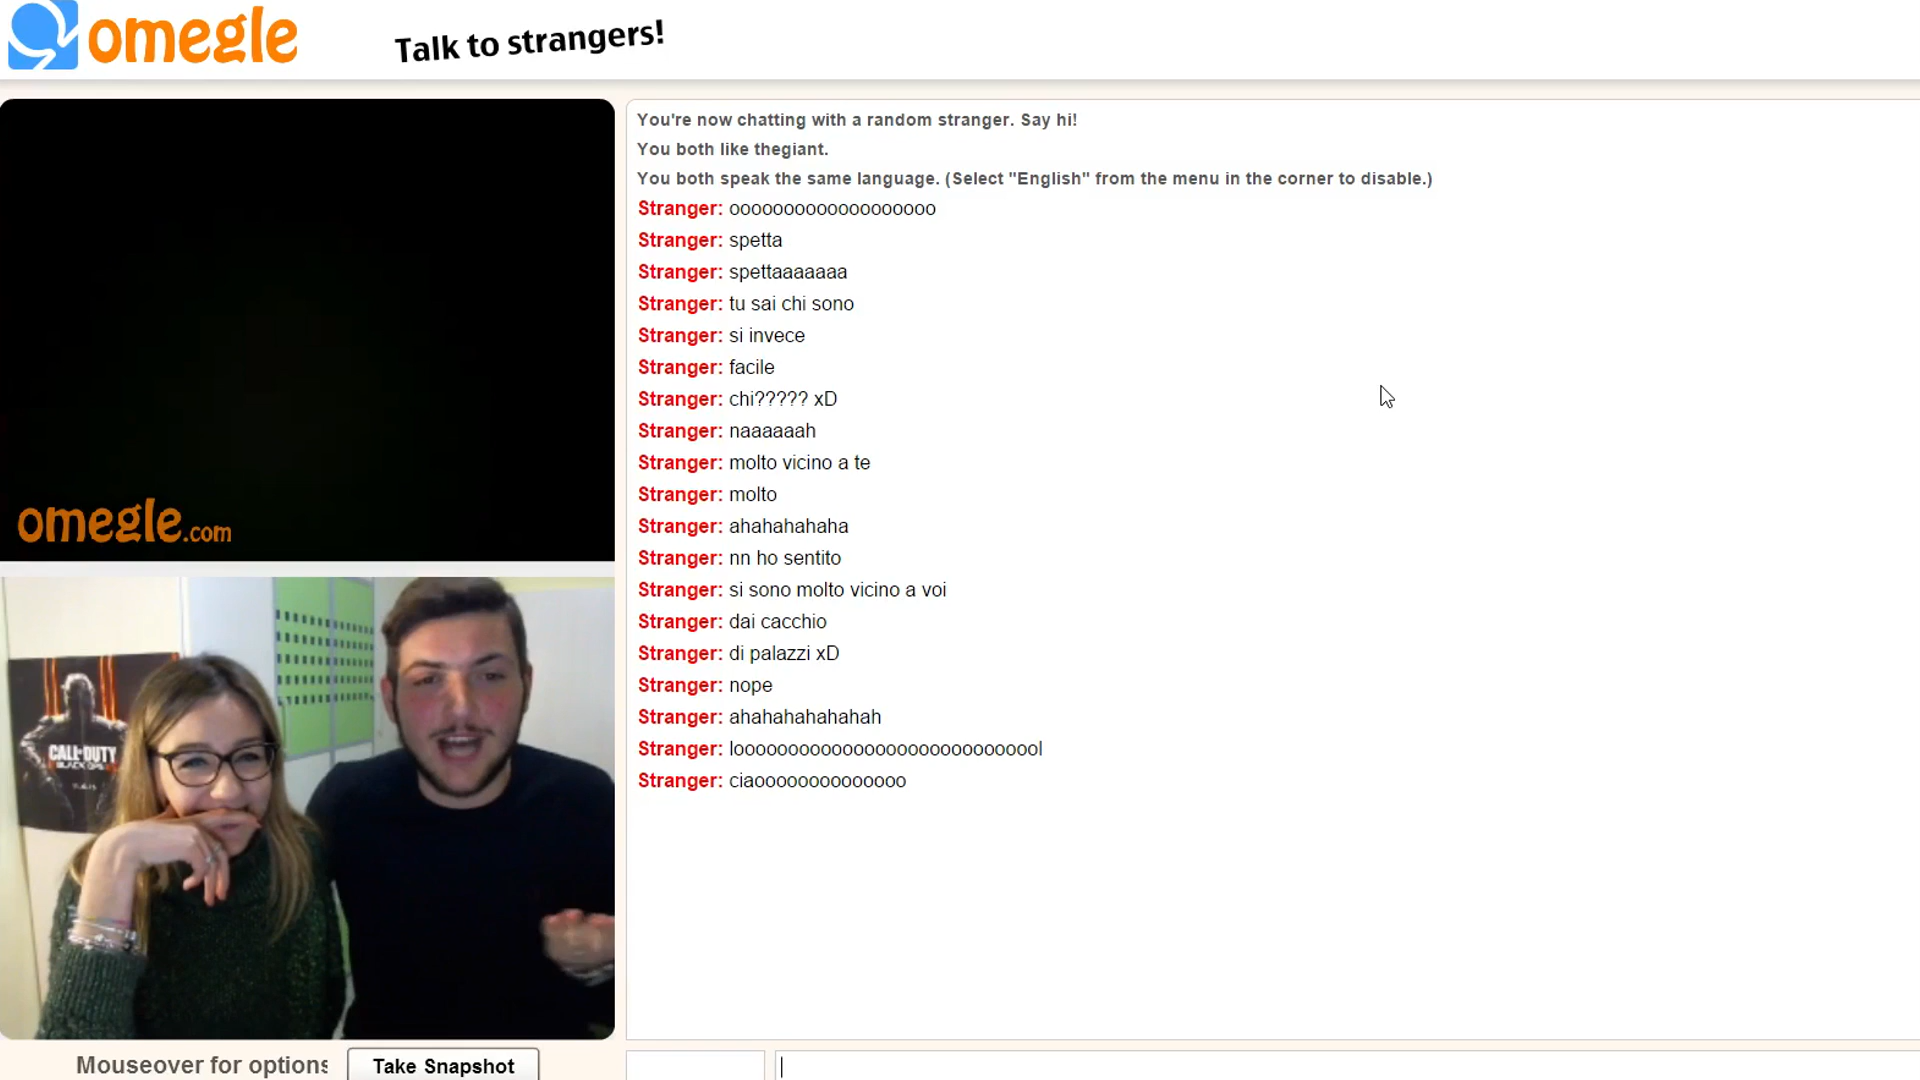 omegle
Talk to strangers!
You're now chatting with a random stranger. Say hi!
You both like thegiant.
You both speak the same language. (Select "English" from the menu in the corner to disable.)
Stranger: ooooooooooooooooooo
Stranger: spetta
Stranger: spettaaaaaaa
Stranger: tu sai chi sono
Stranger: si invece
Stranger: facile
Stranger: chi????? xD
Stranger: naaaaaah
Stranger: molto vicino a te
Stranger: molto
Stranger: ahahahahaha
Stranger: nn ho sentito
Stranger: si sono molto vicino a voi
Stranger: dai cacchio
Stranger: di palazzi xD
Stranger: nope
Stranger: ahahahahahahah
Stranger: looooooooooooooooooooooooooool
Stranger: ciaoooooooooooooo
omegle.com
CALL OF DUTY
BLACK OPS
Mouseover for options
Take Snapshot